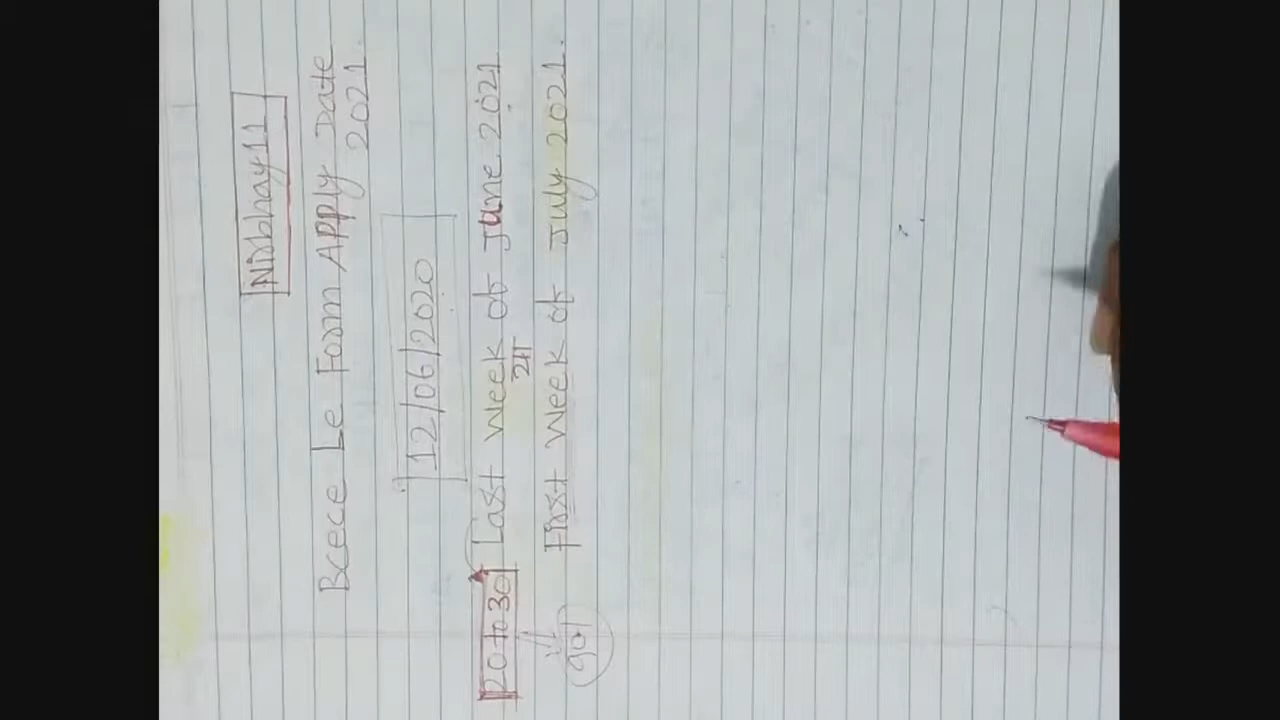 Nirbhay11
Bcece Le Form Apply Date
2021.
12/06/2020
20 to 30 Last week of June 2021
या
First week of July 2021.